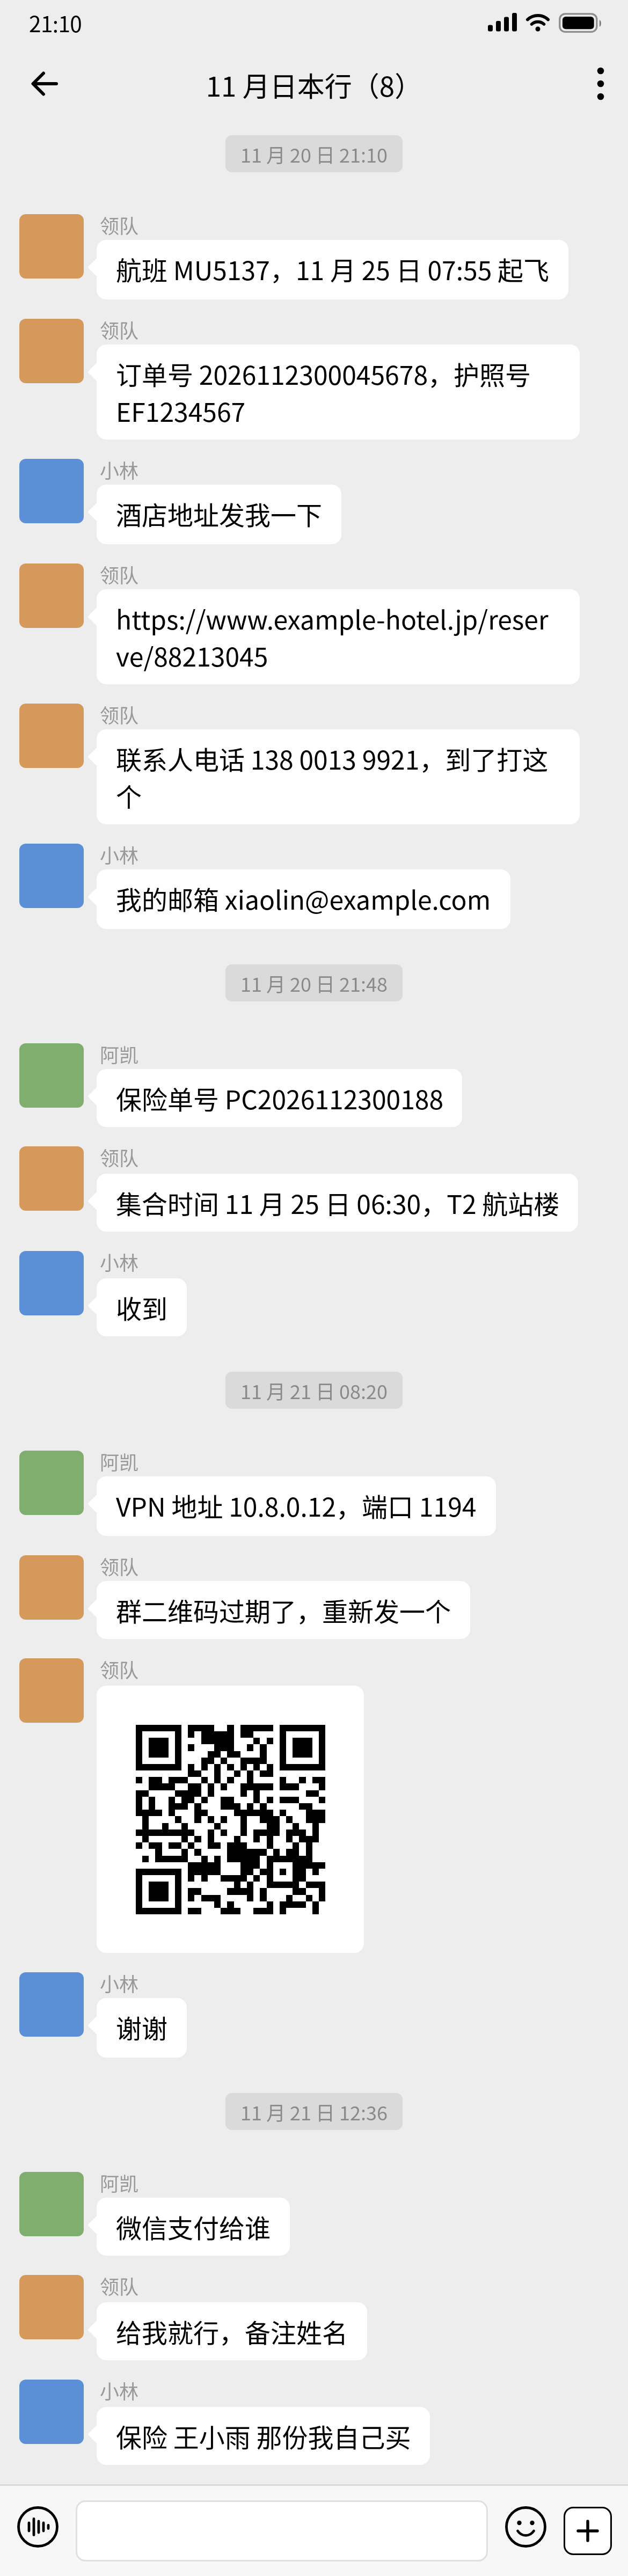 21:10
11 月日本行（8）
11 月 20 日 21:10
领队
航班 MU5137，11 月 25 日 07:55 起飞
领队
订单号 2026112300045678，护照号
EF1234567
小林
酒店地址发我一下
领队
https://www.example-hotel.jp/reser
ve/88213045
领队
联系人电话 138 0013 9921，到了打这
个
小林
我的邮箱 xiaolin@example.com
11 月 20 日 21:48
阿凯
保险单号 PC2026112300188
领队
集合时间 11 月 25 日 06:30，T2 航站楼
小林
收到
11 月 21 日 08:20
阿凯
VPN 地址 10.8.0.12，端口 1194
领队
群二维码过期了，重新发一个
领队
小林
谢谢
11 月 21 日 12:36
阿凯
微信支付给谁
领队
给我就行，备注姓名
小林
保险 王小雨 那份我自己买